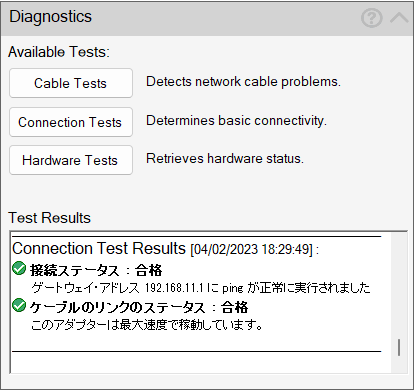 Diagnostics
Available Tests:
Cable Tests
Detects network cable problems.
Connection Tests
Determines basic connectivity.
Hardware Tests
Retrieves hardware status.
Test Results
Connection Test Results [04/02/2023 18:29:49] :
接続ステータス : 合格
ゲートウェイ・アドレス 192.168.11.1 に ping が正常に実行されました
ケーブルのリンクのステータス : 合格
このアダプターは最大速度で稼動しています。